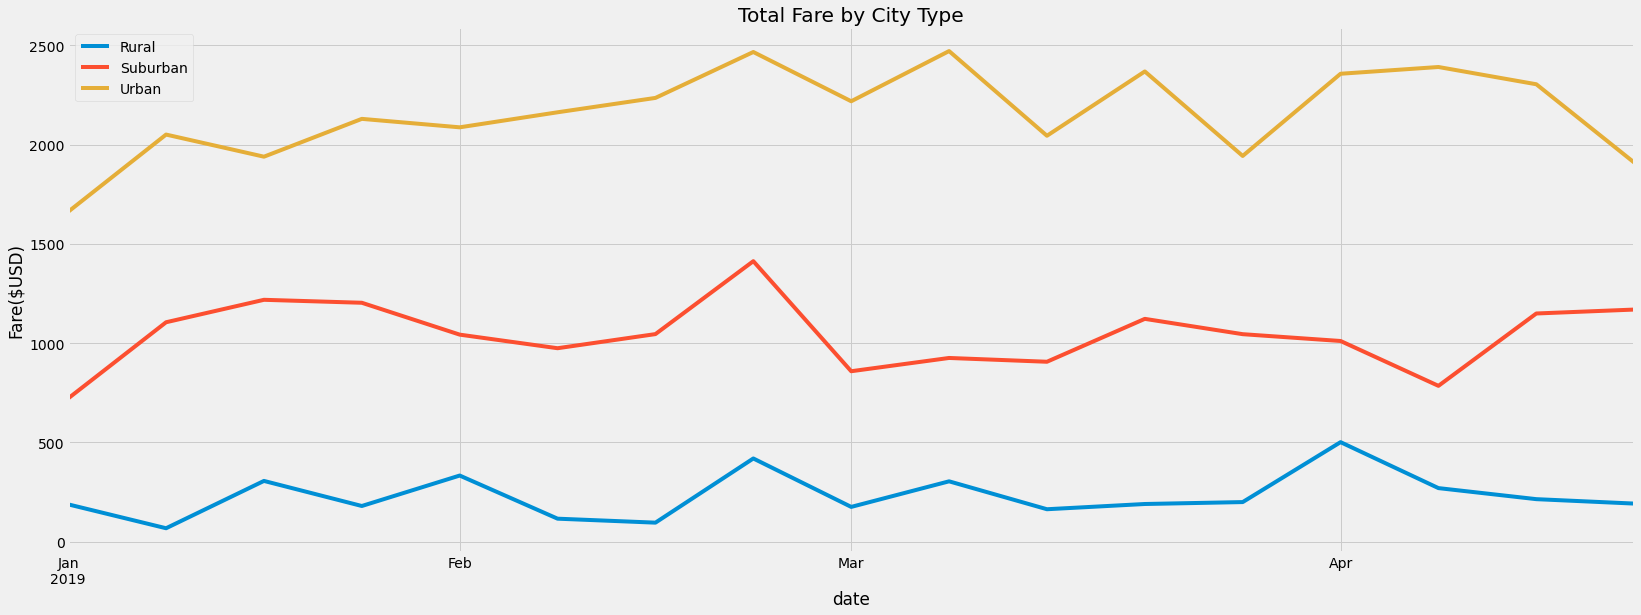 Total Fare by City Type
Rural
Suburban
Urban
2500
2000
1500
1000
500
0
Fare($USD)
Jan Feb Mar Apr
2019
date